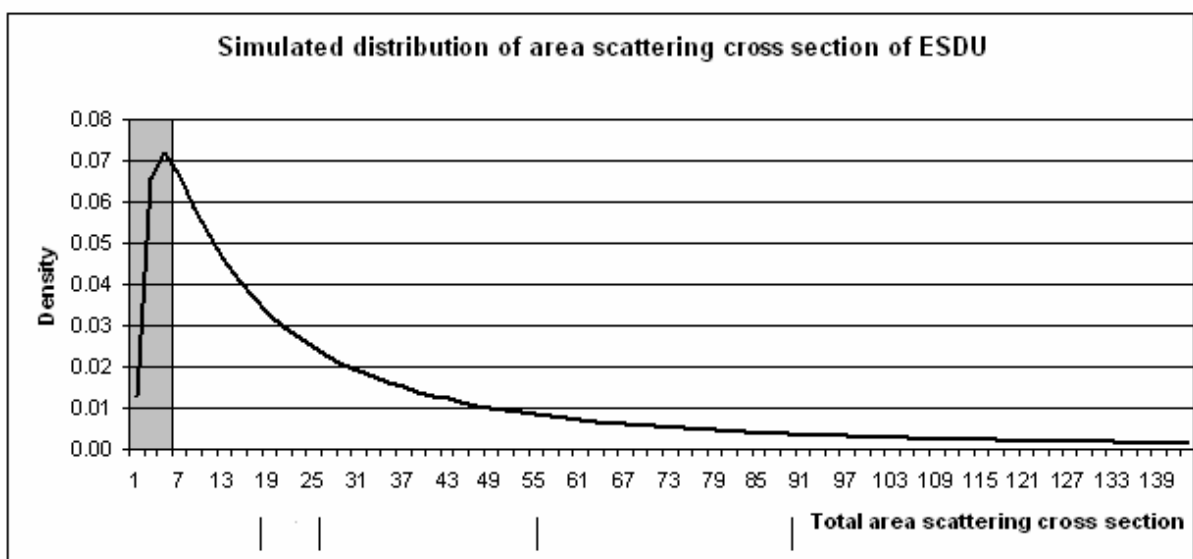 Simulated distribution of area scattering cross section of ESDU
0.08
0.07
0.06
0.05
0.04
0.03
0.02
0.01
0.00
Density
1 7 13 19 25 31 37 43 49 55 61 67 73 79 85 91 97 103 109 115 121 127 133 139
Total area scattering cross section